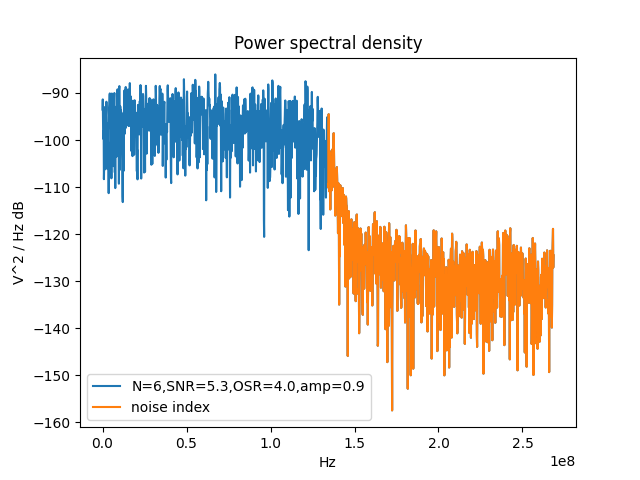 Power spectral density
V^2 / Hz dB
−90
−100
−110
−120
−130
−140
−150
−160
N=6,SNR=5.3,OSR=4.0,amp=0.9
noise index
0.0 0.5 1.0 1.5 2.0 2.5
1e8
Hz